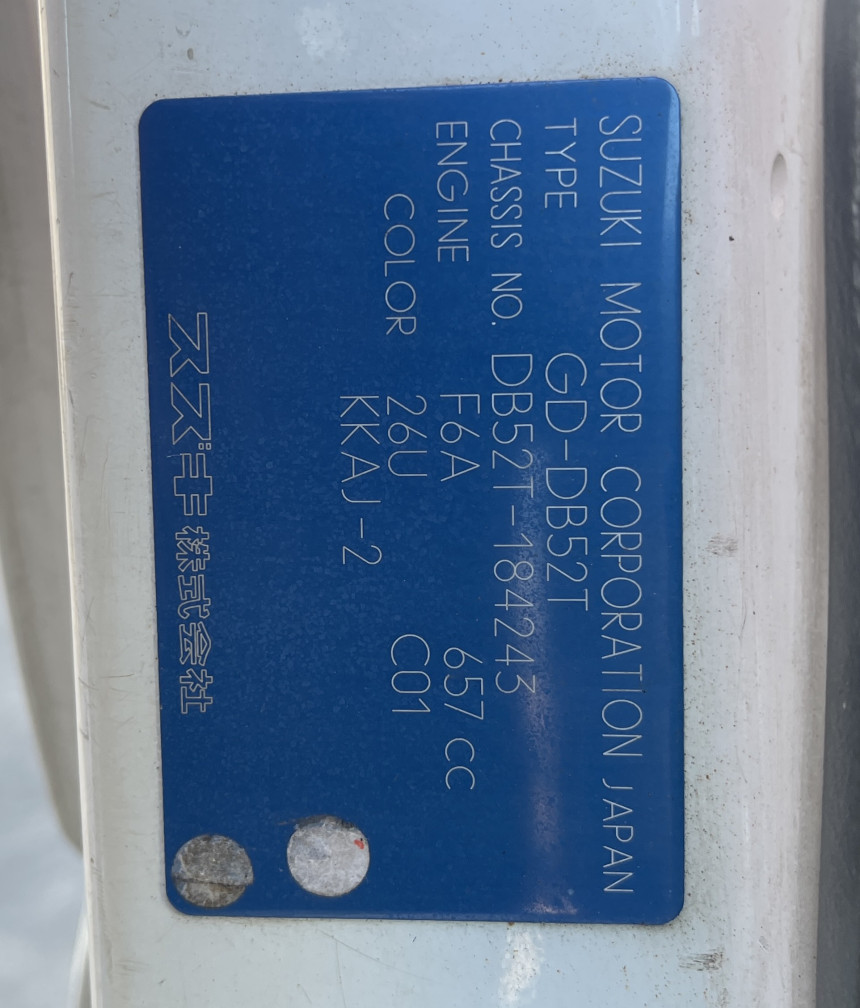 SUZUKI MOTOR CORPORATION JAPAN
TYPE GD-DB52T
CHASSIS NO. DB52T-184243
ENGINE F6A 657 CC
COLOR 26U C01
KKAJ-2
スズキ株式会社